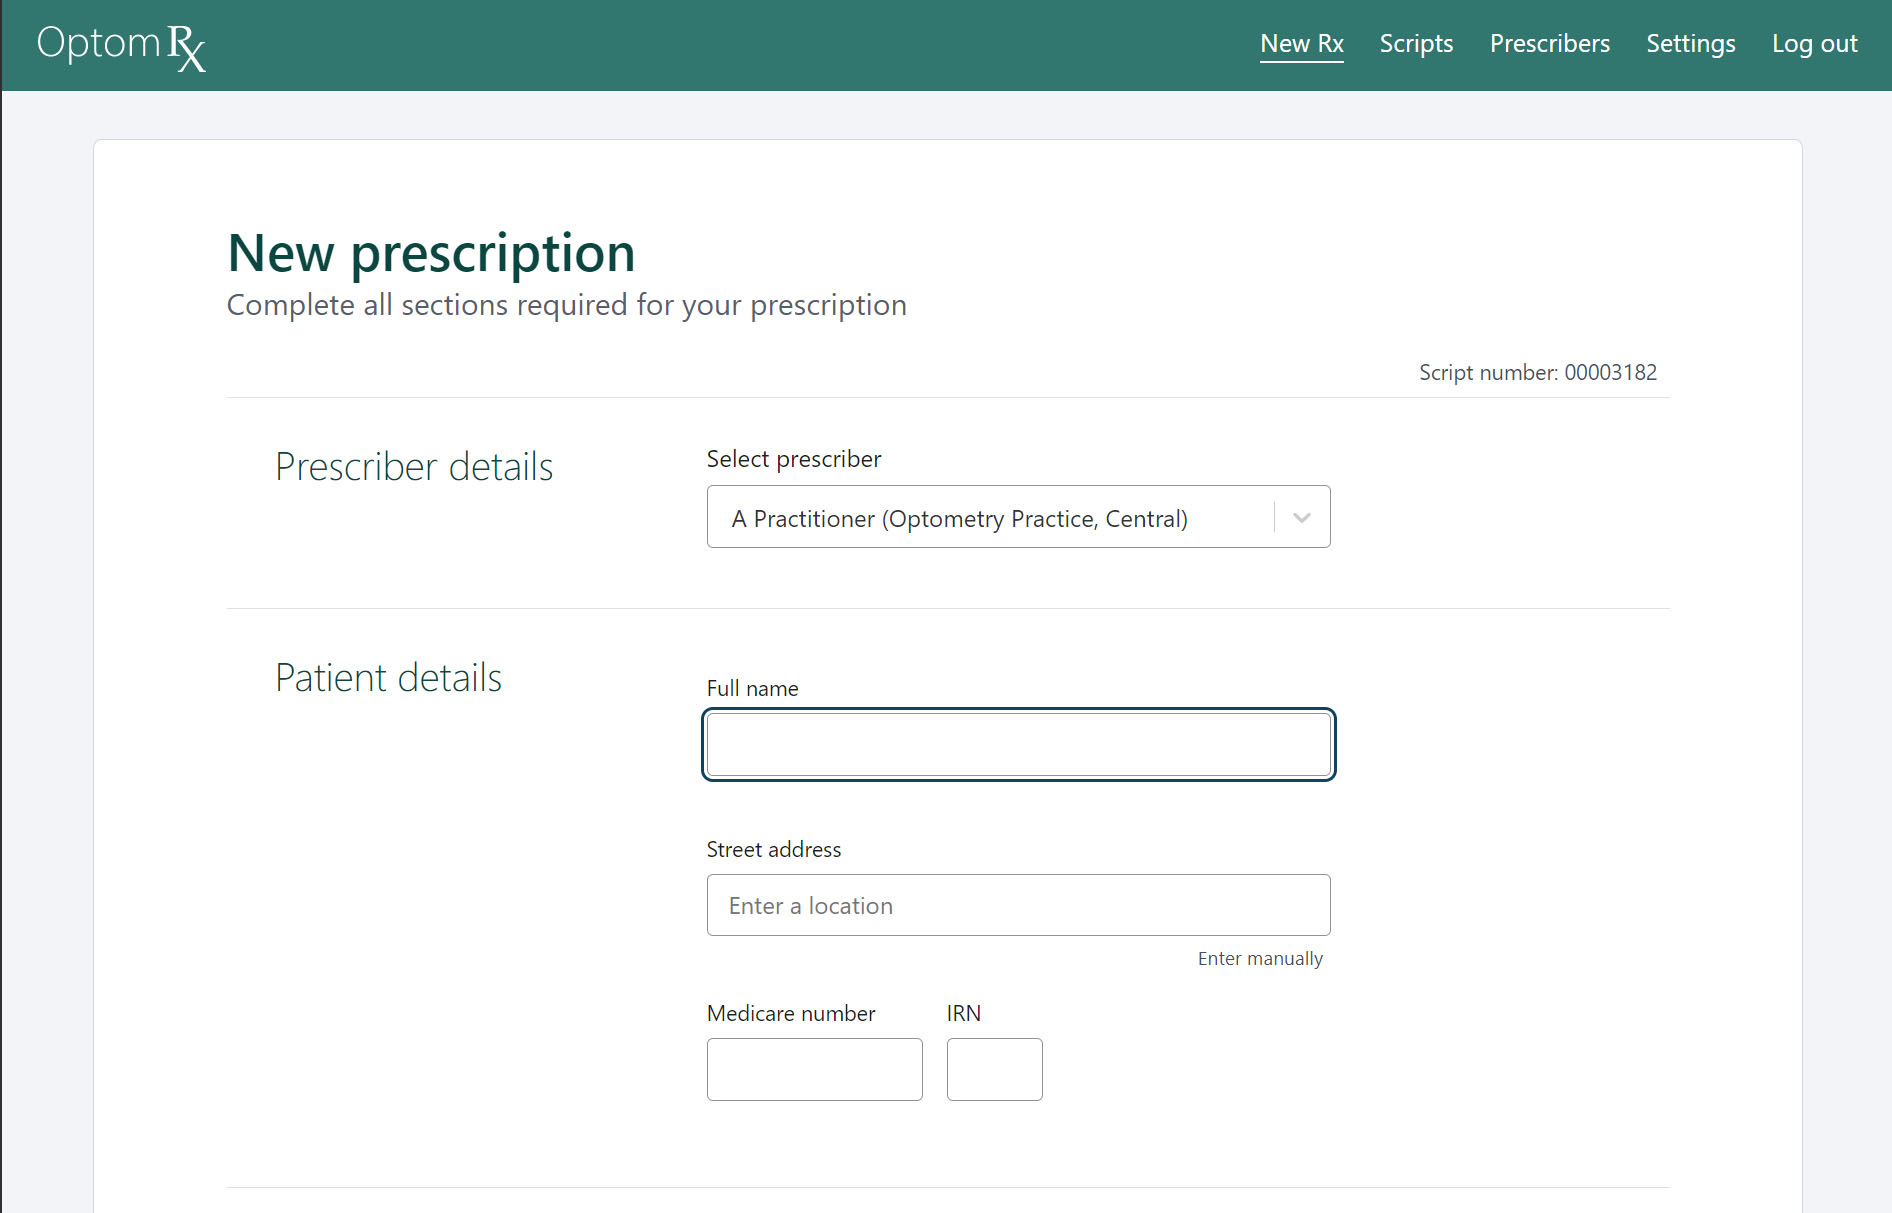 Optom Rx
New Rx Scripts Prescribers Settings Log out
New prescription
Complete all sections required for your prescription
Script number: 00003182
Prescriber details
Select prescriber
A Practitioner (Optometry Practice, Central)
Patient details
Full name
Street address
Enter a location
Enter manually
Medicare number IRN